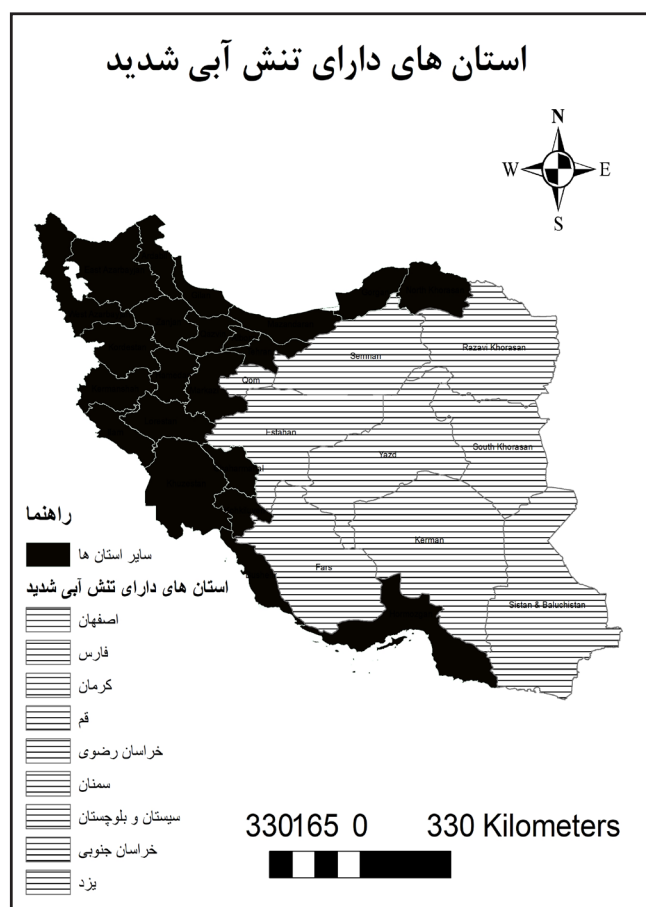 استان های دارای تنش آبی شدید
N
W E
S
Razavi Khorasan
Semnan
Qom
Esfahan
South Khorasan
Yazd
Kerman
Fars
Sistan & Baluchistan
راهنما
سایر استان ها
استان های دارای تنش آبی شدید
اصفهان
فارس
کرمان
قم
خراسان رضوی
سمنان
سیستان و بلوچستان
خراسان جنوبی
یزد
330165 0 330 Kilometers